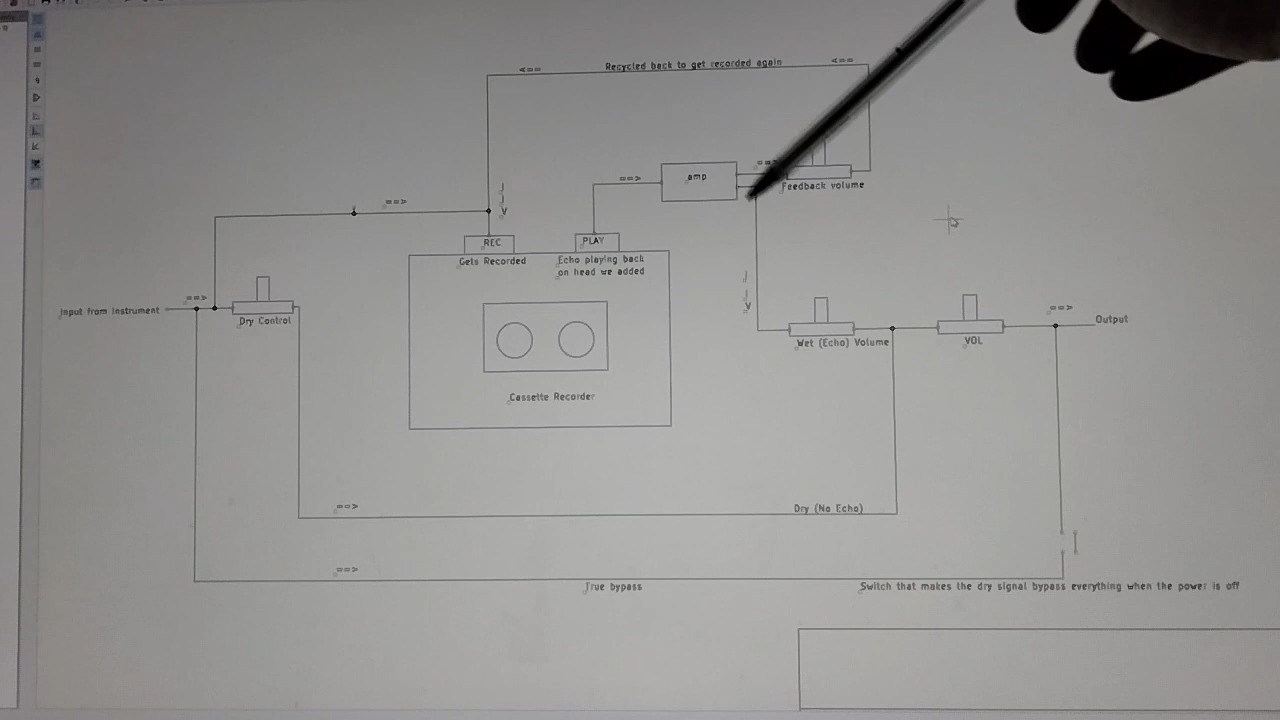 Recycled back to get recorded again
amp
Feedback volume
REC
PLAY
Gets Recorded
Echo playing back
on head we added
Input from Instrument
Dry Control
Wet (Echo) Volume
VOL
Output
Cassette Recorder
Dry (No Echo)
True bypass
Switch that makes the dry signal bypass everything when the power is off